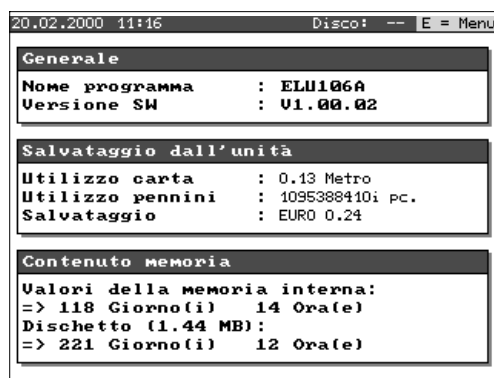 20.02.2000 11:16 Disco: -- E = Menu
Generale
Nome programma : ELU106A
Versione SW : V1.00.02
Salvataggio dall'unità
Utilizzo carta : 0.13 Metro
Utilizzo pennini : 1095388410i pc.
Salvataggio : EURO 0.24
Contenuto memoria
Valori della memoria interna:
=> 118 Giorno(i) 14 Ora(e)
Dischetto (1.44 MB):
=> 221 Giorno(i) 12 Ora(e)